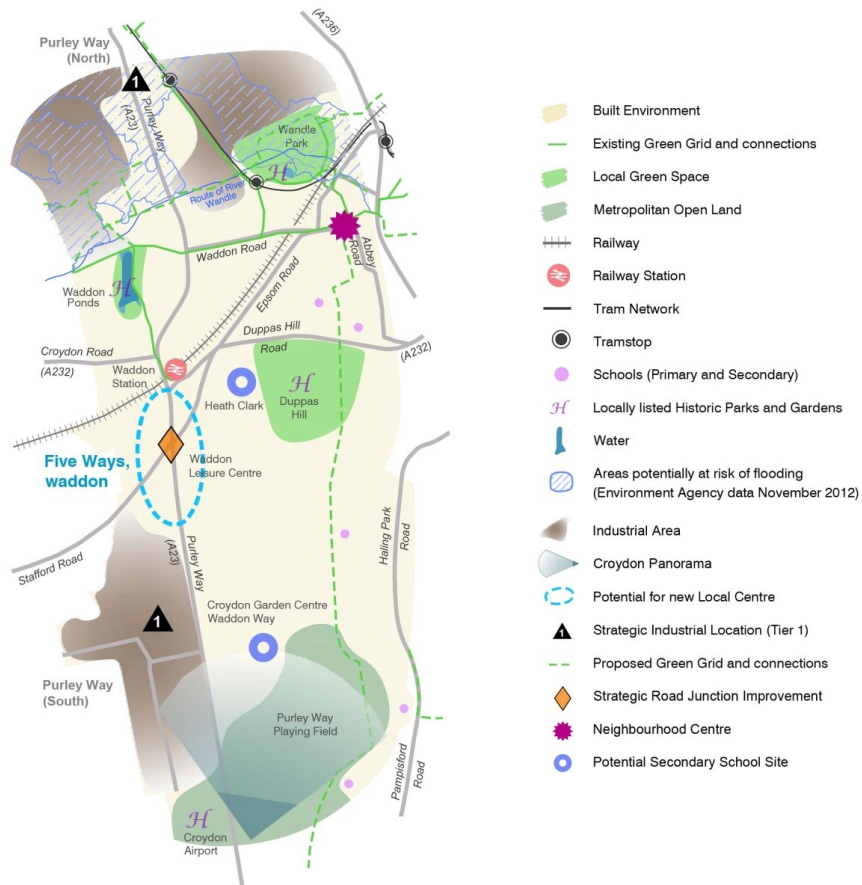 (A236)
Purley Way
(North)
1
(A23)
Purley Way
Wandle
Park
H
Route of River
Wandle
Waddon Road
Abbey
Road
Epsom Road
H
Waddon
Ponds
Duppas Hill
Road
Croydon Road
(A232)
(A232)
Waddon
Station
Heath Clark
H
Duppas
Hill
Five Ways,
waddon
Waddon
Leisure Centre
Stafford Road
(A23)
Purley Way
Haling Park
Road
1
Croydon Garden Centre
Waddon Way
Purley Way
(South)
Purley Way
Playing Field
Pampisford
Road
H
Croydon
Airport
Built Environment
Existing Green Grid and connections
Local Green Space
Metropolitan Open Land
Railway
Railway Station
Tram Network
Tramstop
Schools (Primary and Secondary)
H Locally listed Historic Parks and Gardens
Water
Areas potentially at risk of flooding
(Environment Agency data November 2012)
Industrial Area
Croydon Panorama
Potential for new Local Centre
1 Strategic Industrial Location (Tier 1)
Proposed Green Grid and connections
Strategic Road Junction Improvement
Neighbourhood Centre
Potential Secondary School Site